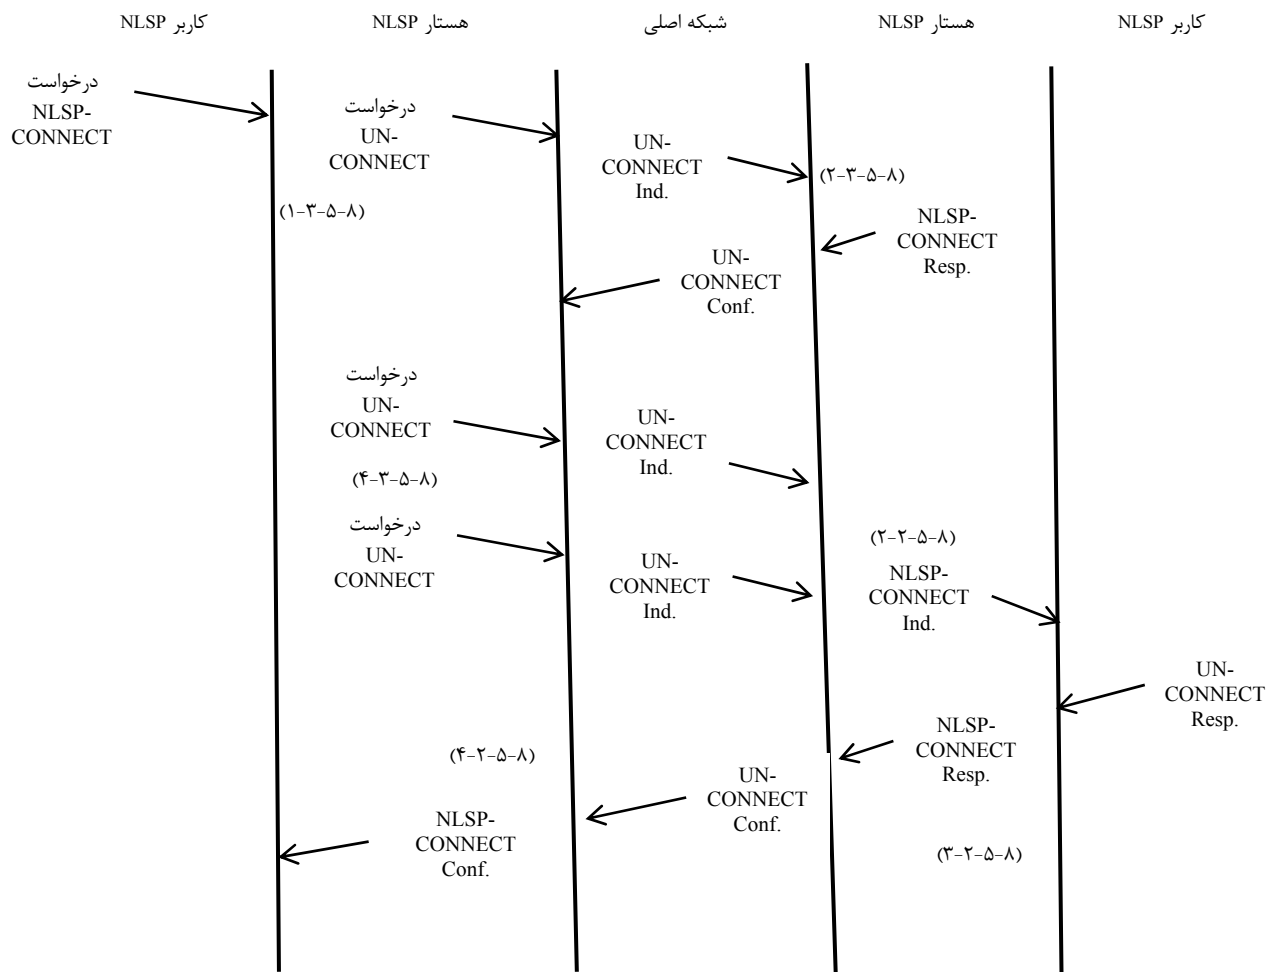 کاربر NLSP
هستار NLSP
شبکه اصلی
هستار NLSP
کاربر NLSP
درخواست
NLSP-
CONNECT
درخواست
UN-
CONNECT
UN-
CONNECT
Ind.
(۲-۳-۵-۸)
(۱-۳-۵-۸)
NLSP-
CONNECT
Resp.
UN-
CONNECT
Conf.
درخواست
UN-
CONNECT
UN-
CONNECT
Ind.
(۴-۳-۵-۸)
درخواست
UN-
CONNECT
UN-
CONNECT
Ind.
(۲-۲-۵-۸)
NLSP-
CONNECT
Ind.
UN-
CONNECT
Resp.
NLSP-
CONNECT
Resp.
(۴-۲-۵-۸)
UN-
CONNECT
Conf.
NLSP-
CONNECT
Conf.
(۳-۲-۵-۸)